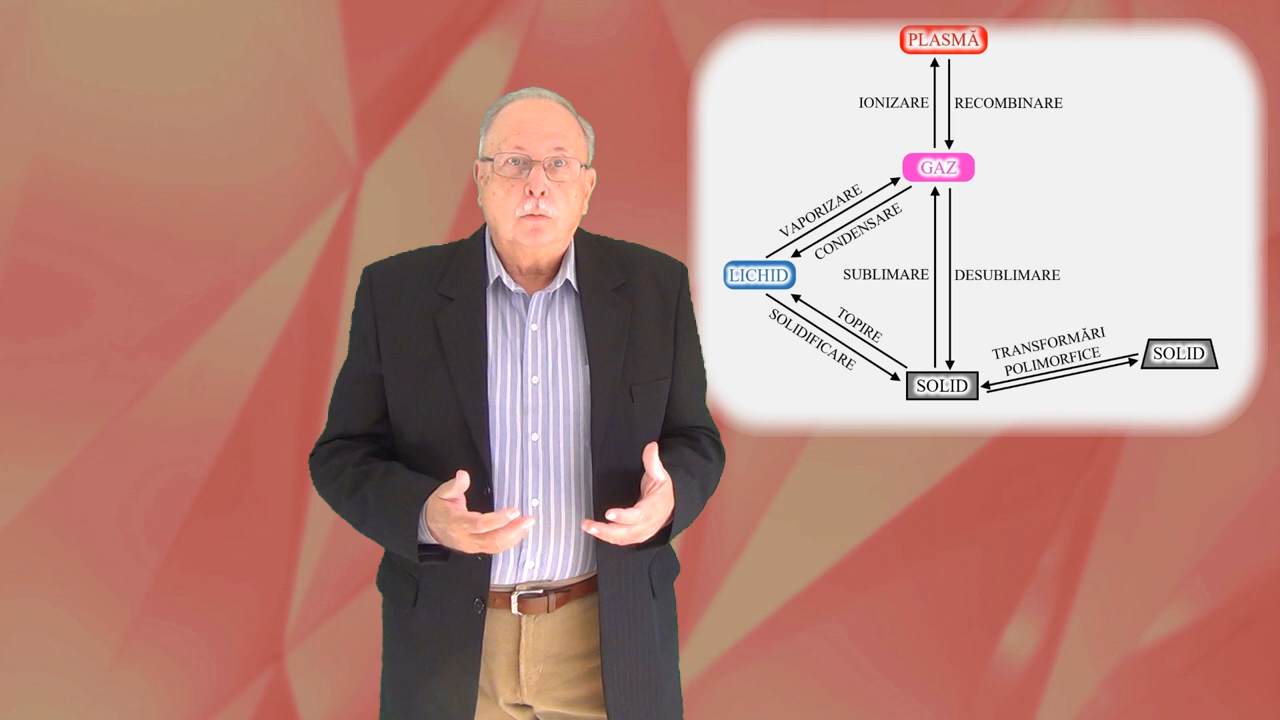 PLASMĂ
IONIZARE
RECOMBINARE
GAZ
VAPORIZARE
CONDENSARE
LICHID
SUBLIMARE
DESUBLIMARE
TOPIRE
SOLIDIFICARE
TRANSFORMĂRI
POLIMORFICE
SOLID
SOLID